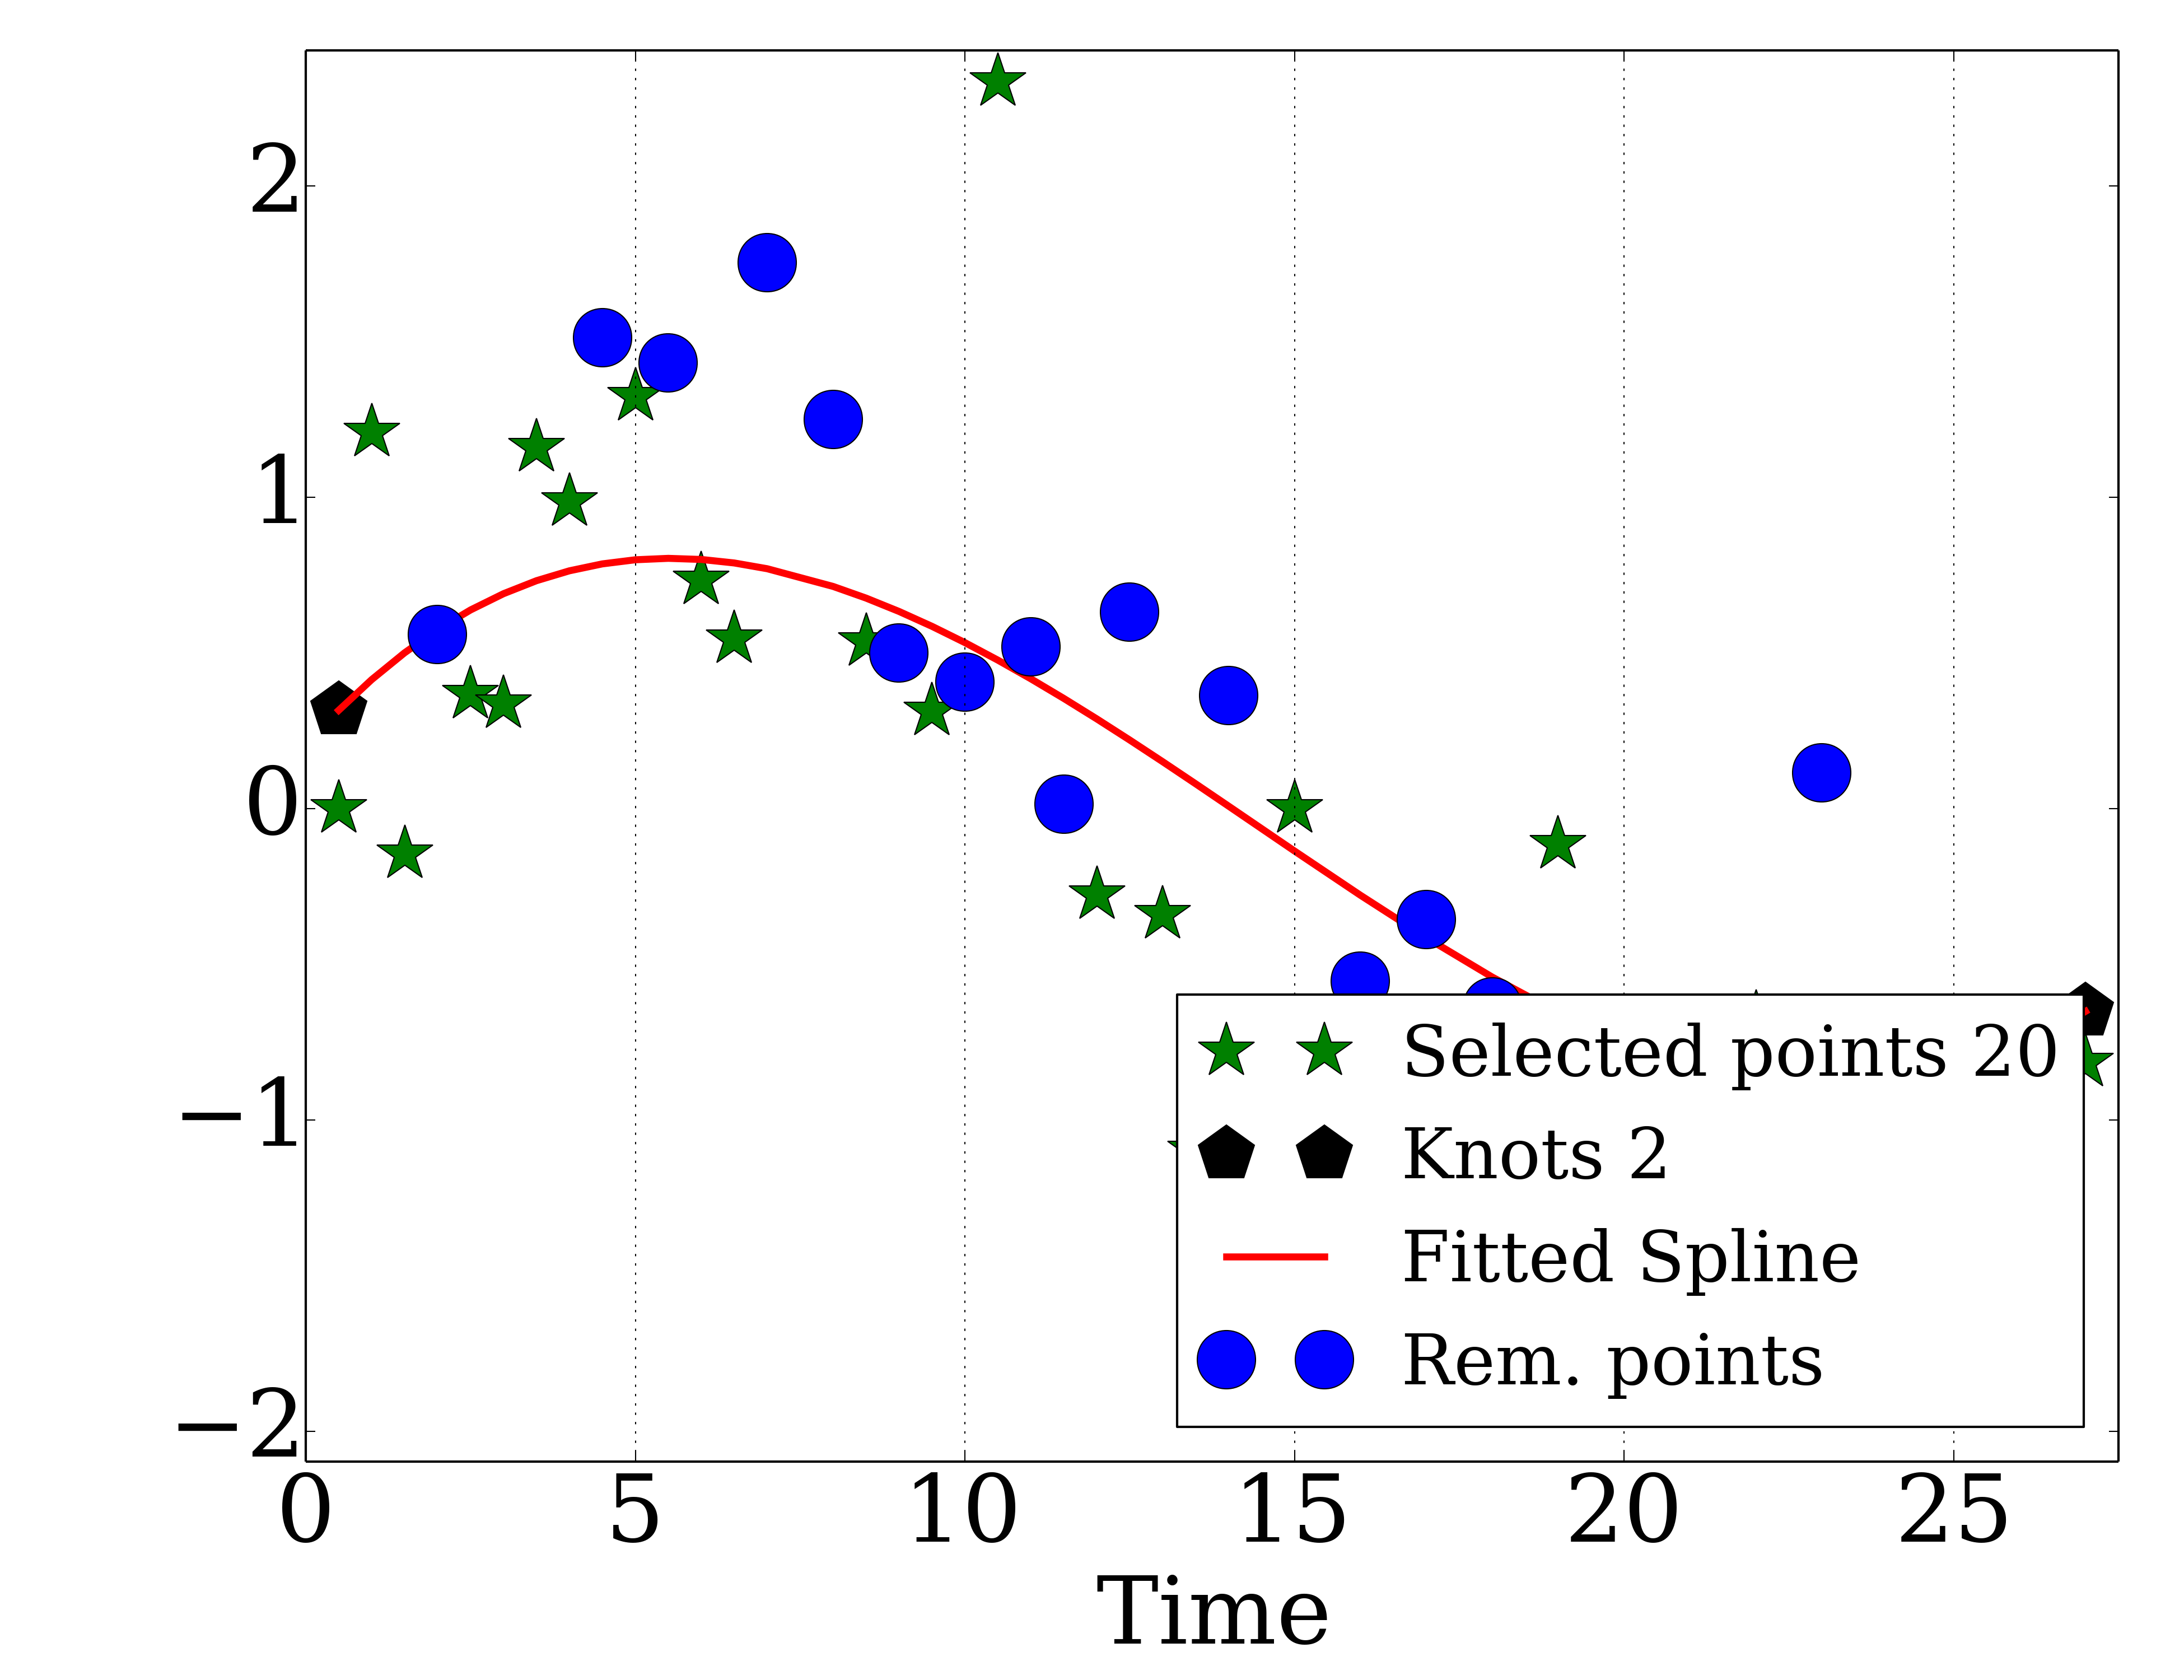 2
1
0
−1
−2
0 5 10 15 20 25
Time
Selected points 20
Knots 2
Fitted Spline
Rem. points